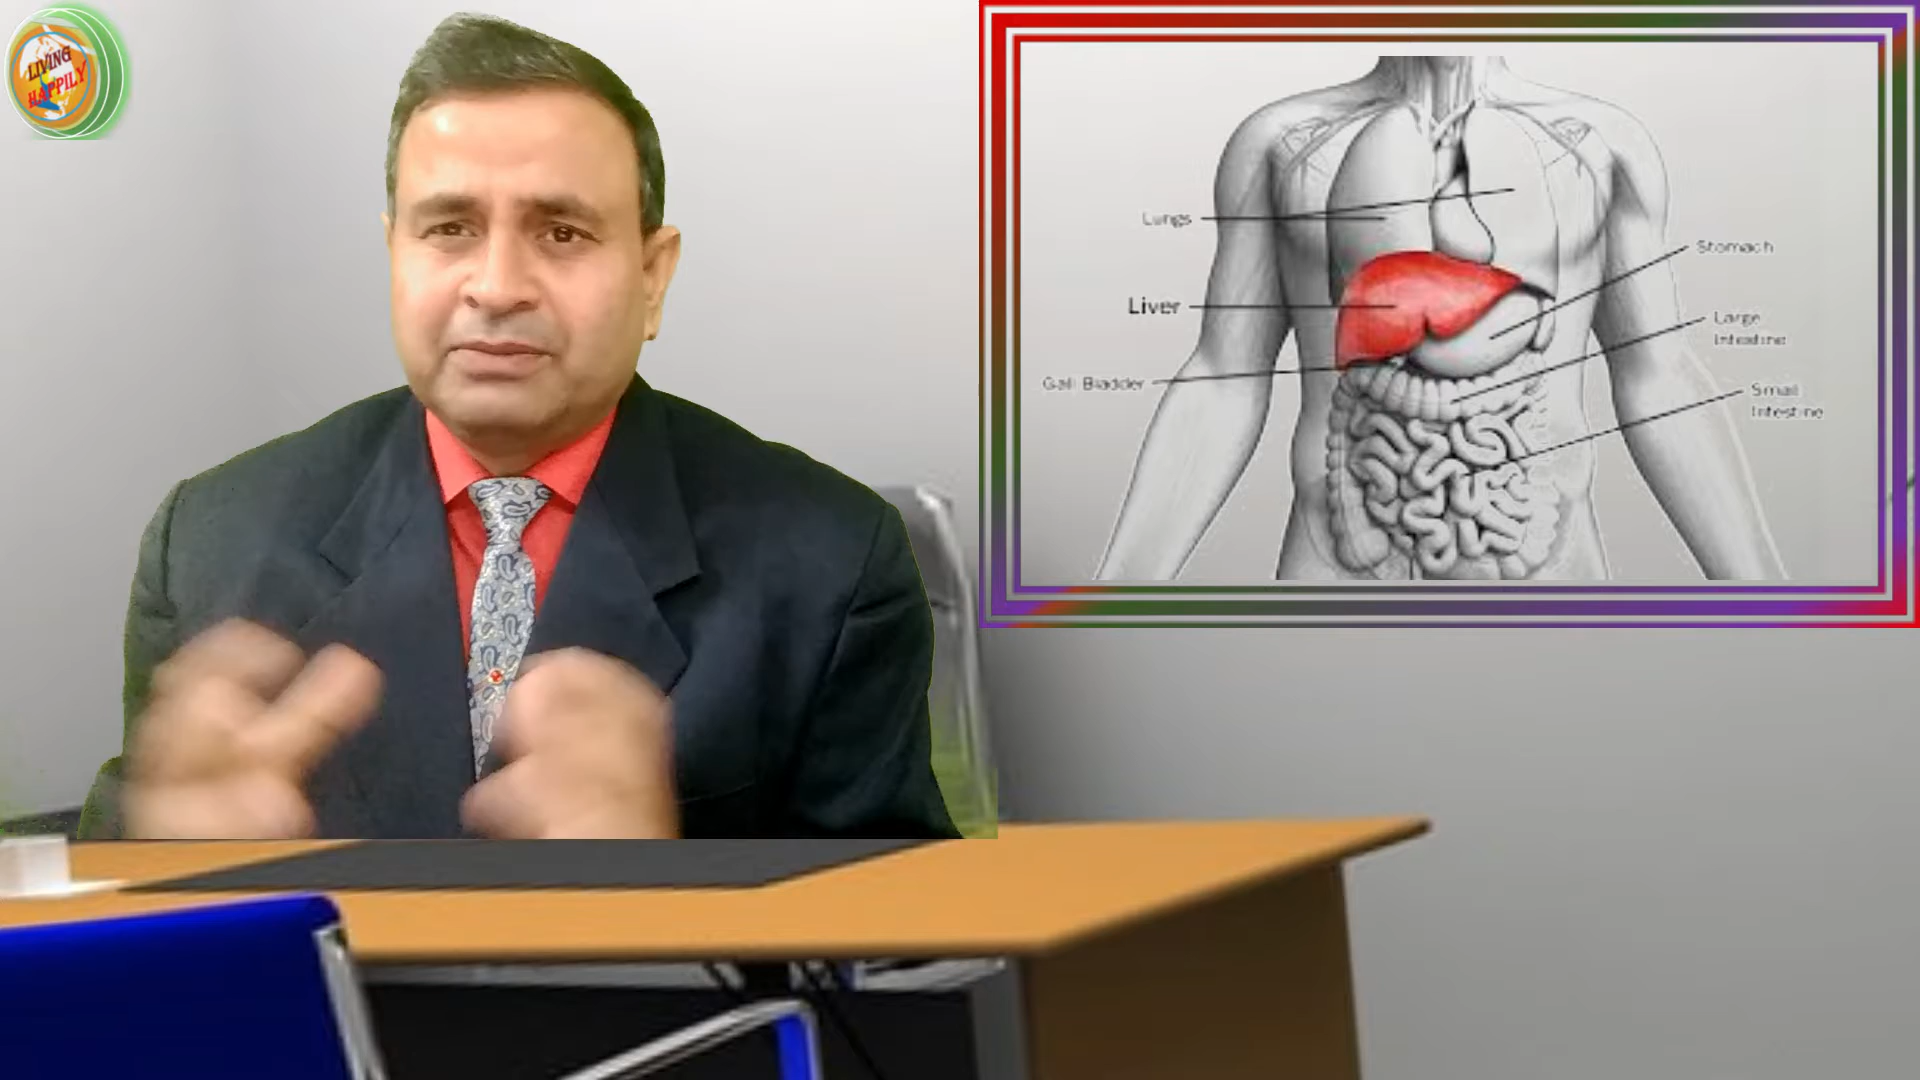 LIVING
HAPPILY
Lungs
Stomach
Liver
Large
Intestine
Gall Bladder
Small
Intestine